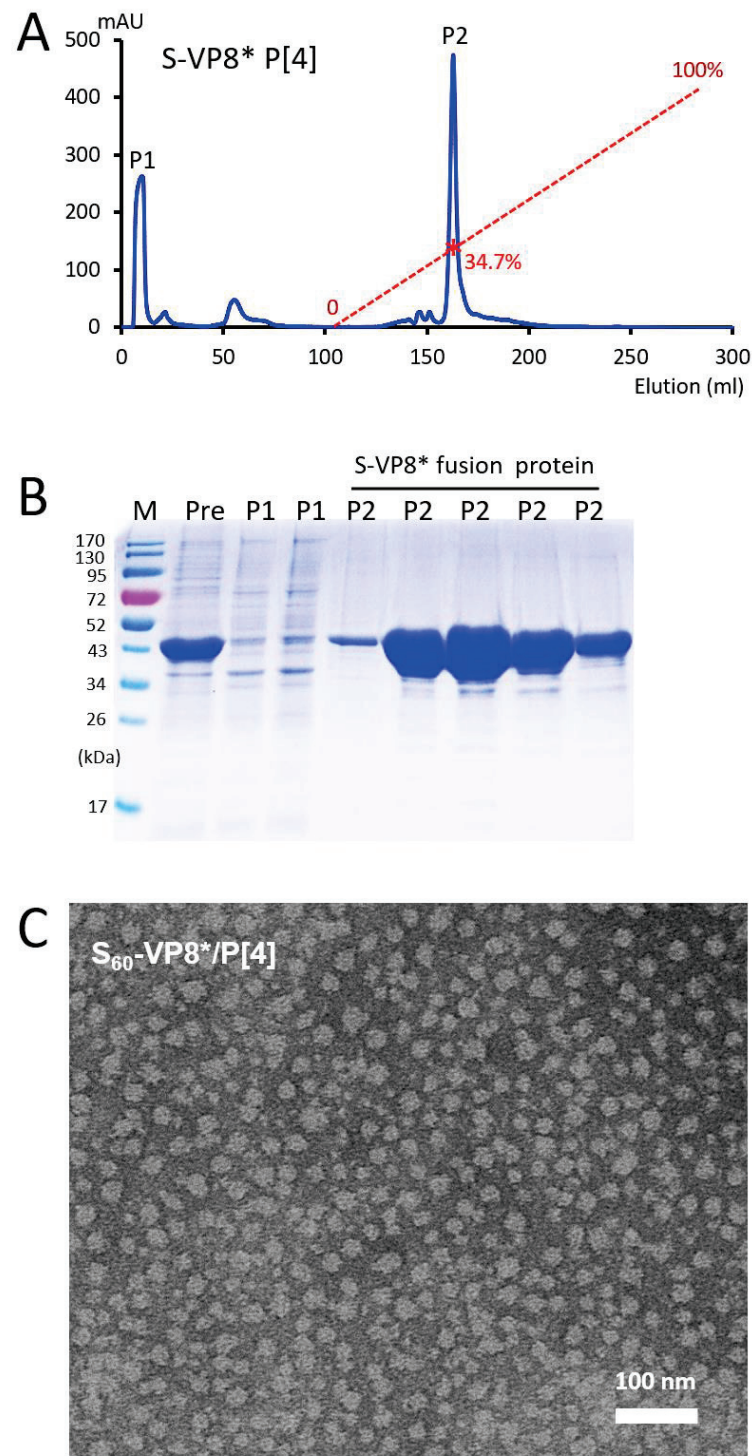 A
mAU
S-VP8* P[4]
500
400
300
200
100
0
P1
P2
100%
34.7%
0
0 50 100 150 200 250 300
Elution (ml)
B
S-VP8* fusion protein
M Pre P1 P1 P2 P2 P2 P2 P2
170
130
95
72
52
43
34
26
(kDa)
17
C
S60-VP8*/P[4]
100 nm